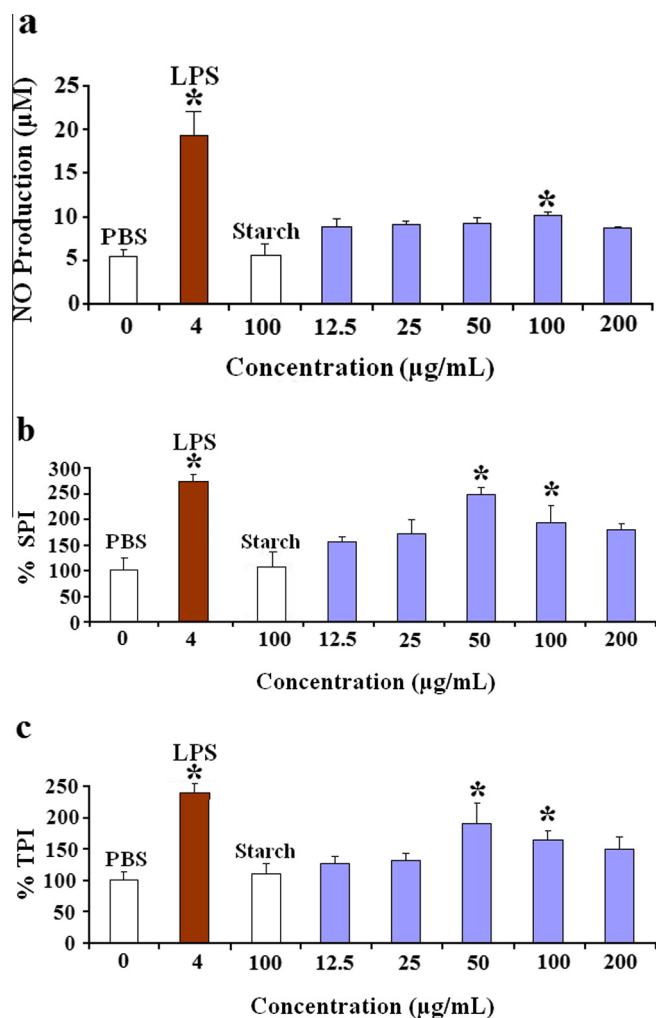 a
NO Production (µM)
25
20
15
10
5
0
PBS
LPS
*
Starch
*
0 4 100 12.5 25 50 100 200
Concentration (µg/mL)
b
% SPI
300
250
200
150
100
50
0
PBS
LPS
*
Starch
*
*
0 4 100 12.5 25 50 100 200
Concentration (µg/mL)
c
% TPI
250
200
150
100
50
0
PBS
LPS
*
Starch
*
*
0 4 100 12.5 25 50 100 200
Concentration (µg/mL)